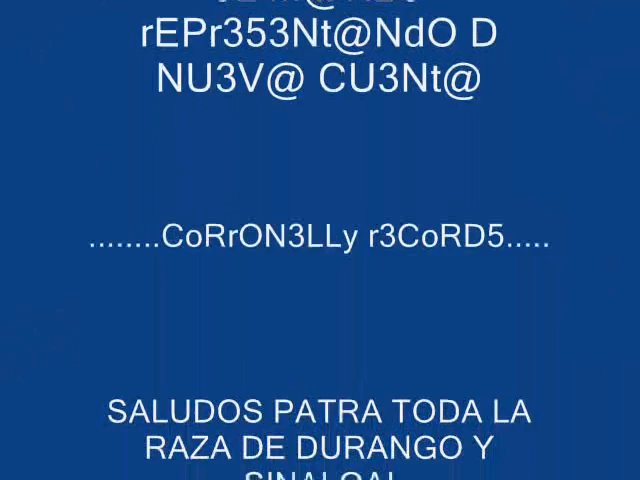 rEPr353Nt@NdO D
NU3V@ CU3Nt@
........CoRrON3LLy r3CoRD5.....
SALUDOS PATRA TODA LA
RAZA DE DURANGO Y